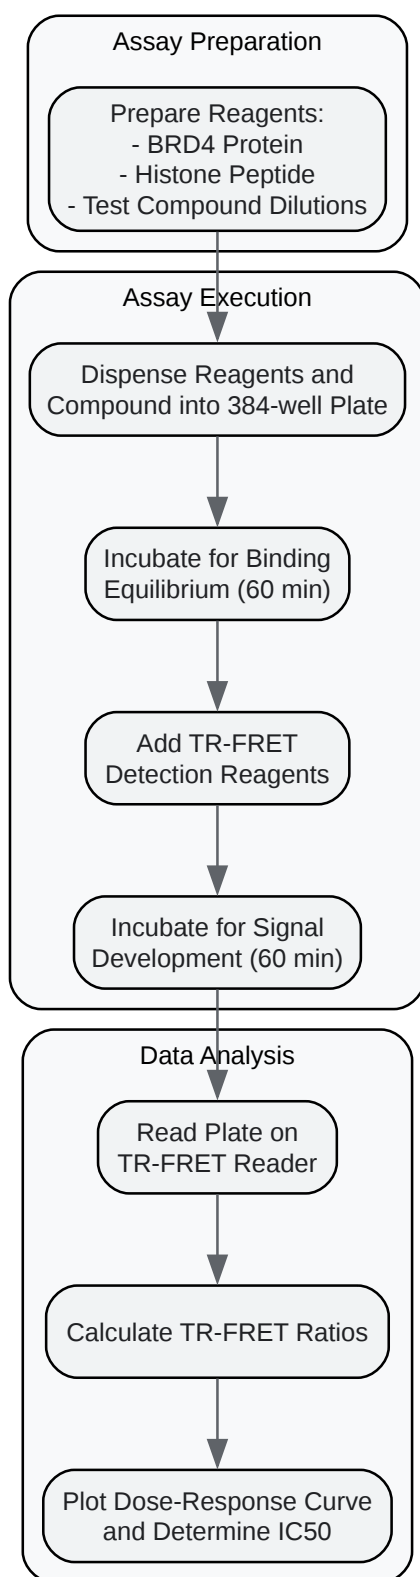 Assay Preparation
Prepare Reagents:
- BRD4 Protein
- Histone Peptide
- Test Compound Dilutions
Assay Execution
Dispense Reagents and
Compound into 384-well Plate
Incubate for Binding
Equilibrium (60 min)
Add TR-FRET
Detection Reagents
Incubate for Signal
Development (60 min)
Data Analysis
Read Plate on
TR-FRET Reader
Calculate TR-FRET Ratios
Plot Dose-Response Curve
and Determine IC50